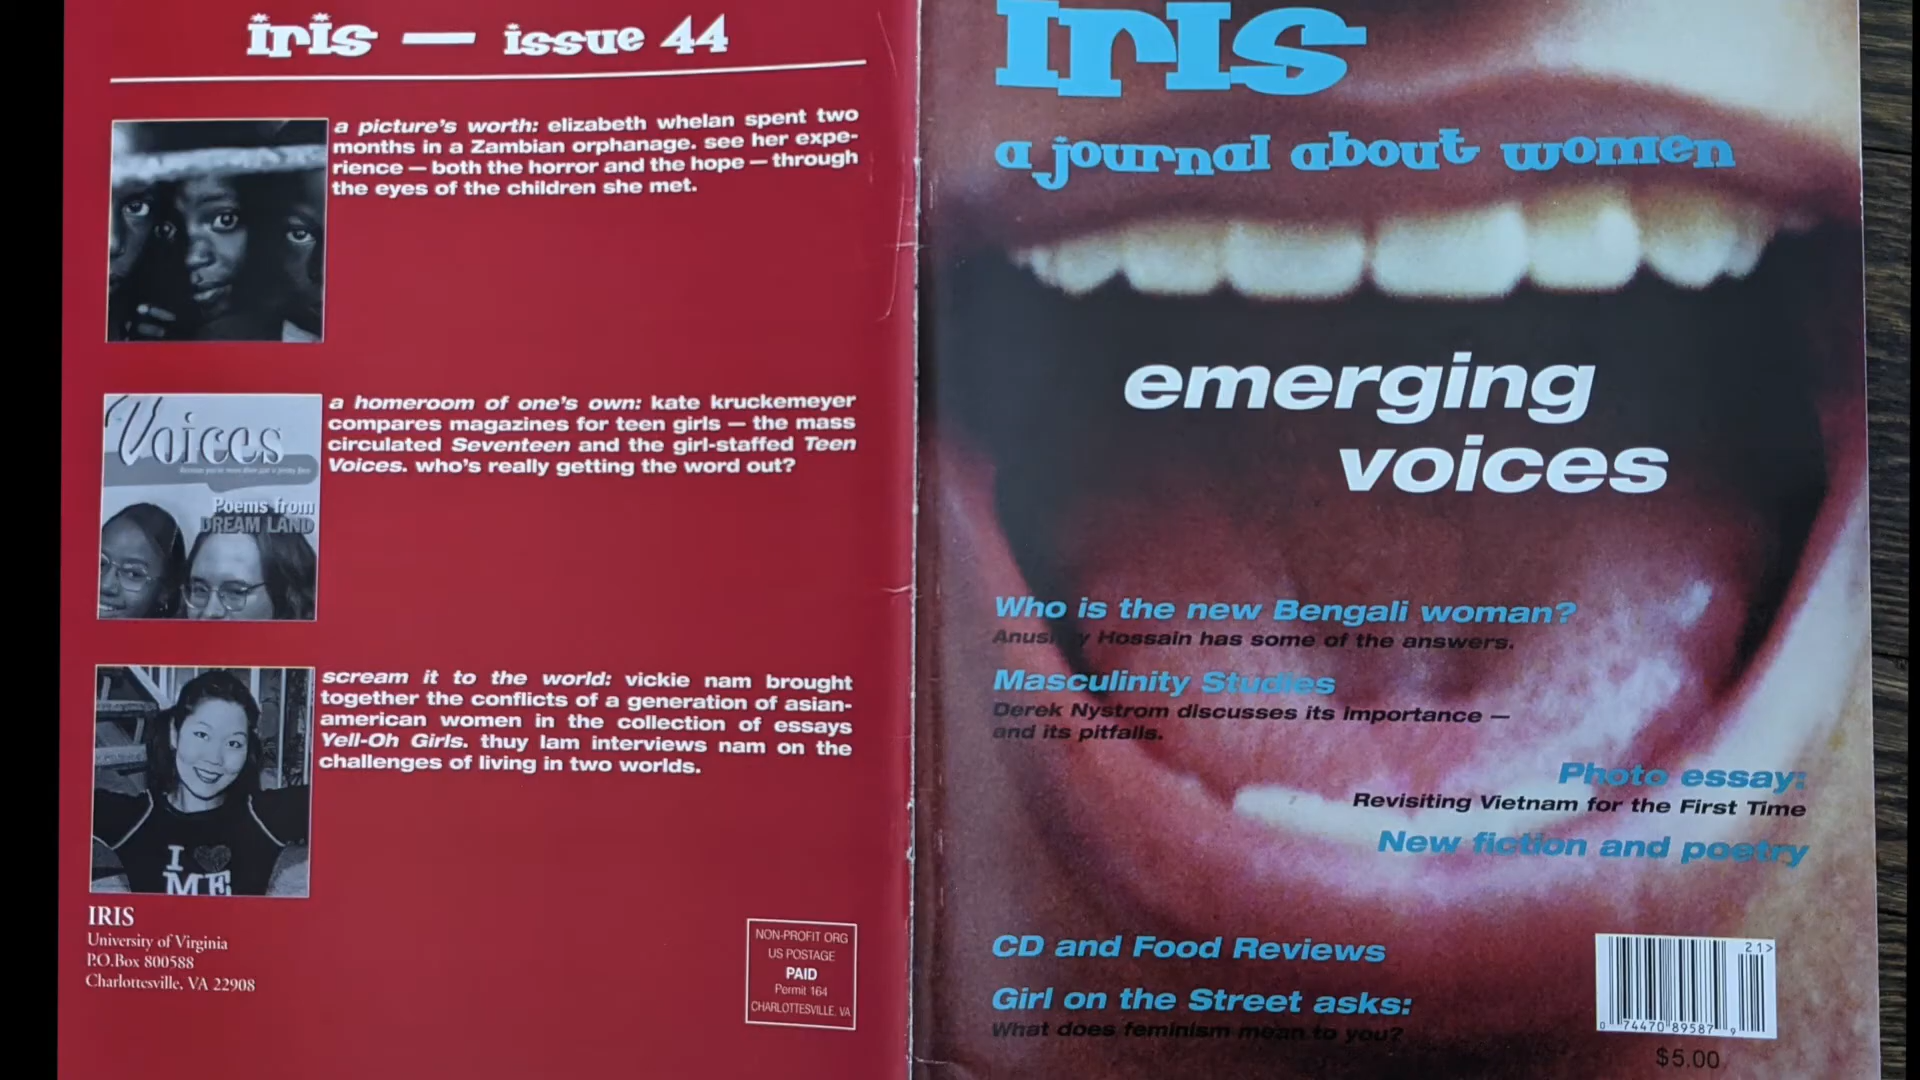 iris — issue 44
a picture's worth: elizabeth whelan spent two
months in a Zambian orphanage. see her expe-
rience — both the horror and the hope — through
the eyes of the children she met.
Voices
Poems from
DREAM LAND
a homeroom of one's own: kate kruckemeyer
compares magazines for teen girls — the mass
circulated Seventeen and the girl-staffed Teen
Voices. who's really getting the word out?
scream it to the world: vickie nam brought
together the conflicts of a generation of asian-
american women in the collection of essays
Yell-Oh Girls. thuy lam interviews nam on the
challenges of living in two worlds.
I
ME
IRIS
University of Virginia
P.O.Box 800588
Charlottesville, VA 22908
NON-PROFIT ORG
US POSTAGE
PAID
Permit 164
CHARLOTTESVILLE, VA
IrIs
a journal about women
emerging
voices
Who is the new Bengali woman?
Hossain has some of the answers.
Masculinity Studies
Derek Nystrom discusses its importance —
and its pitfalls.
Photo essay:
Revisiting Vietnam for the First Time
New fiction and poetry
CD and Food Reviews
Girl on the Street asks:
What does feminism mean to you?
21>
0 74470 89587 9
$5.00